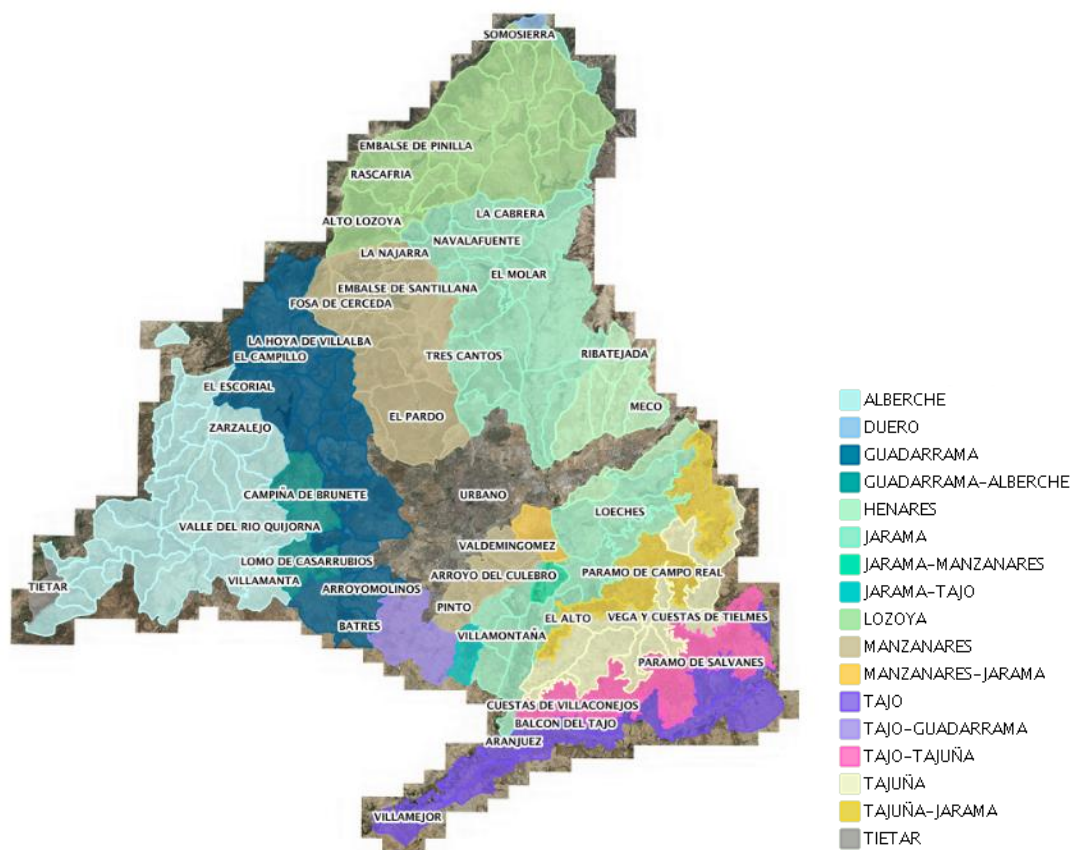 SOMOSIERRA
EMBALSE DE PINILLA
RASCAFRIA
ALTO LOZOYA
LA CABRERA
NAVALAFUENTE
LA NAJARRA
EL MOLAR
EMBALSE DE SANTILLANA
FOSA DE CERCEDA
LA HOYA DE VILLALBA
EL CAMPILLO
TRES CANTOS
RIBATEJADA
EL ESCORIAL
MECO
EL PARDO
ZARZALEJO
CAMPIÑA DE BRUNETE
URBANO
LOECHES
VALLE DEL RIO QUIJORNA
VALDEMINGOMEZ
LOMO DE CASARRUBIOS
ARROYO DEL CULEBRO
PARAMO DE CAMPO REAL
VILLAMANTA
TIETAR
ARROYOMOLINOS
PINTO
EL ALTO
VEGA Y CUESTAS DE TIELMES
BATRES
VILLAMONTAÑA
PARAMO DE SALVANES
CUESTAS DE VILLACONEJOS
BALCON DEL TAJO
ARANJUEZ
VILLAMEJOR
ALBERCHE
DUERO
GUADARRAMA
GUADARRAMA-ALBERCHE
HENARES
JARAMA
JARAMA-MANZANARES
JARAMA-TAJO
LOZOYA
MANZANARES
MANZANARES-JARAMA
TAJO
TAJO-GUADARRAMA
TAJO-TAJUÑA
TAJUÑA
TAJUÑA-JARAMA
TIETAR